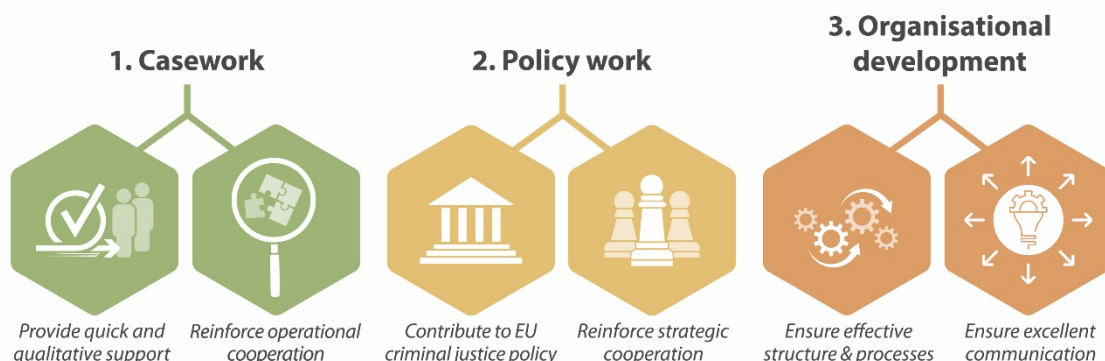 1. Casework
2. Policy work
3. Organisational
development
Provide quick and
qualitative support
Reinforce operational
cooperation
Contribute to EU
criminal justice policy
Reinforce strategic
cooperation
Ensure effective
structure & processes
Ensure excellent
communication